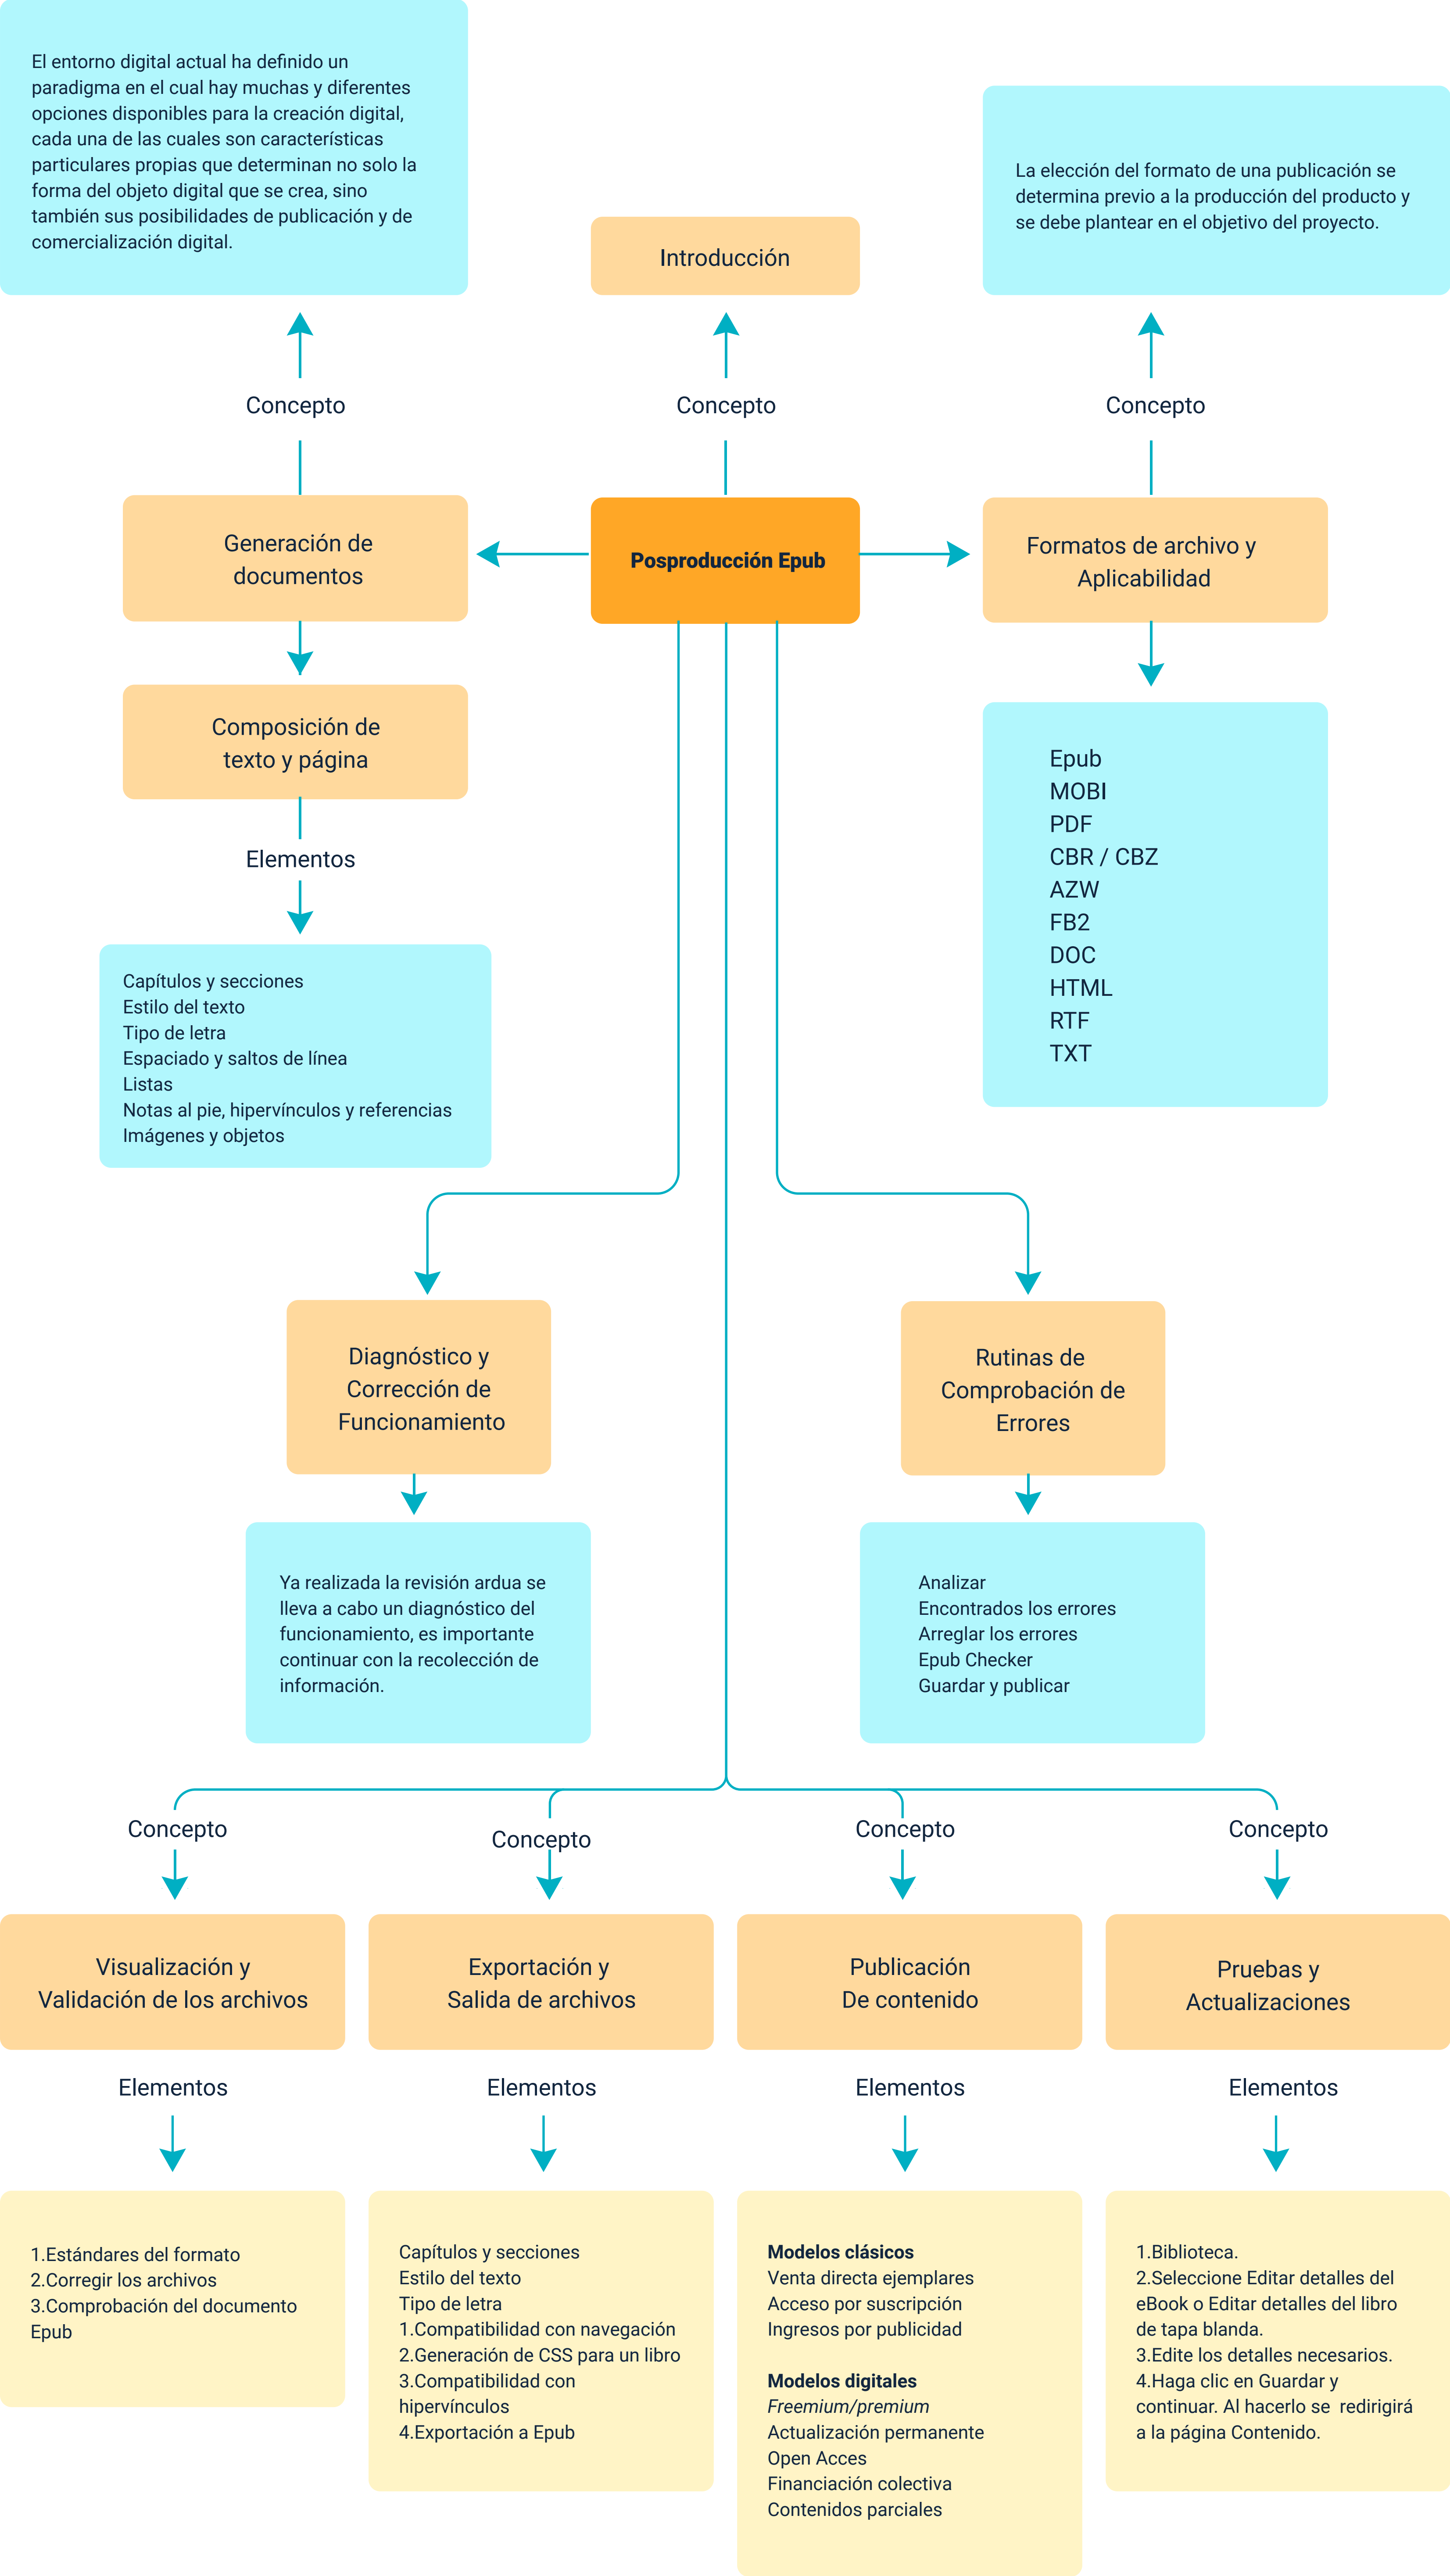 El entorno digital actual ha definido un
paradigma en el cual hay muchas y diferentes
opciones disponibles para la creación digital,
cada una de las cuales son características
particulares propias que determinan no solo la
forma del objeto digital que se crea, sino
también sus posibilidades de publicación y de
comercialización digital.
Introducción
La elección del formato de una publicación se
determina previo a la producción del producto y
se debe plantear en el objetivo del proyecto.
Concepto
Concepto
Concepto
Generación de
documentos
Posproducción Epub
Formatos de archivo y
Aplicabilidad
Composición de
texto y página
Elementos
Capítulos y secciones
Estilo del texto
Tipo de letra
Espaciado y saltos de línea
Listas
Notas al pie, hipervínculos y referencias
Imágenes y objetos
Epub
MOBI
PDF
CBR / CBZ
AZW
FB2
DOC
HTML
RTF
TXT
Diagnóstico y
Corrección de
Funcionamiento
Rutinas de
Comprobación de
Errores
Ya realizada la revisión ardua se
lleva a cabo un diagnóstico del
funcionamiento, es importante
continuar con la recolección de
información.
Analizar
Encontrados los errores
Arreglar los errores
Epub Checker
Guardar y publicar
Concepto
Concepto
Concepto
Concepto
Visualización y
Validación de los archivos
Exportación y
Salida de archivos
Publicación
De contenido
Pruebas y
Actualizaciones
Elementos
Elementos
Elementos
Elementos
1.Estándares del formato
2.Corregir los archivos
3.Comprobación del documento
Epub
Capítulos y secciones
Estilo del texto
Tipo de letra
1.Compatibilidad con navegación
2.Generación de CSS para un libro
3.Compatibilidad con
hipervínculos
4.Exportación a Epub
Modelos clásicos
Venta directa ejemplares
Acceso por suscripción
Ingresos por publicidad
Modelos digitales
Freemium/premium
Actualización permanente
Open Acces
Financiación colectiva
Contenidos parciales
1.Biblioteca.
2.Seleccione Editar detalles del
eBook o Editar detalles del libro
de tapa blanda.
3.Edite los detalles necesarios.
4.Haga clic en Guardar y
continuar. Al hacerlo se redirigirá
a la página Contenido.